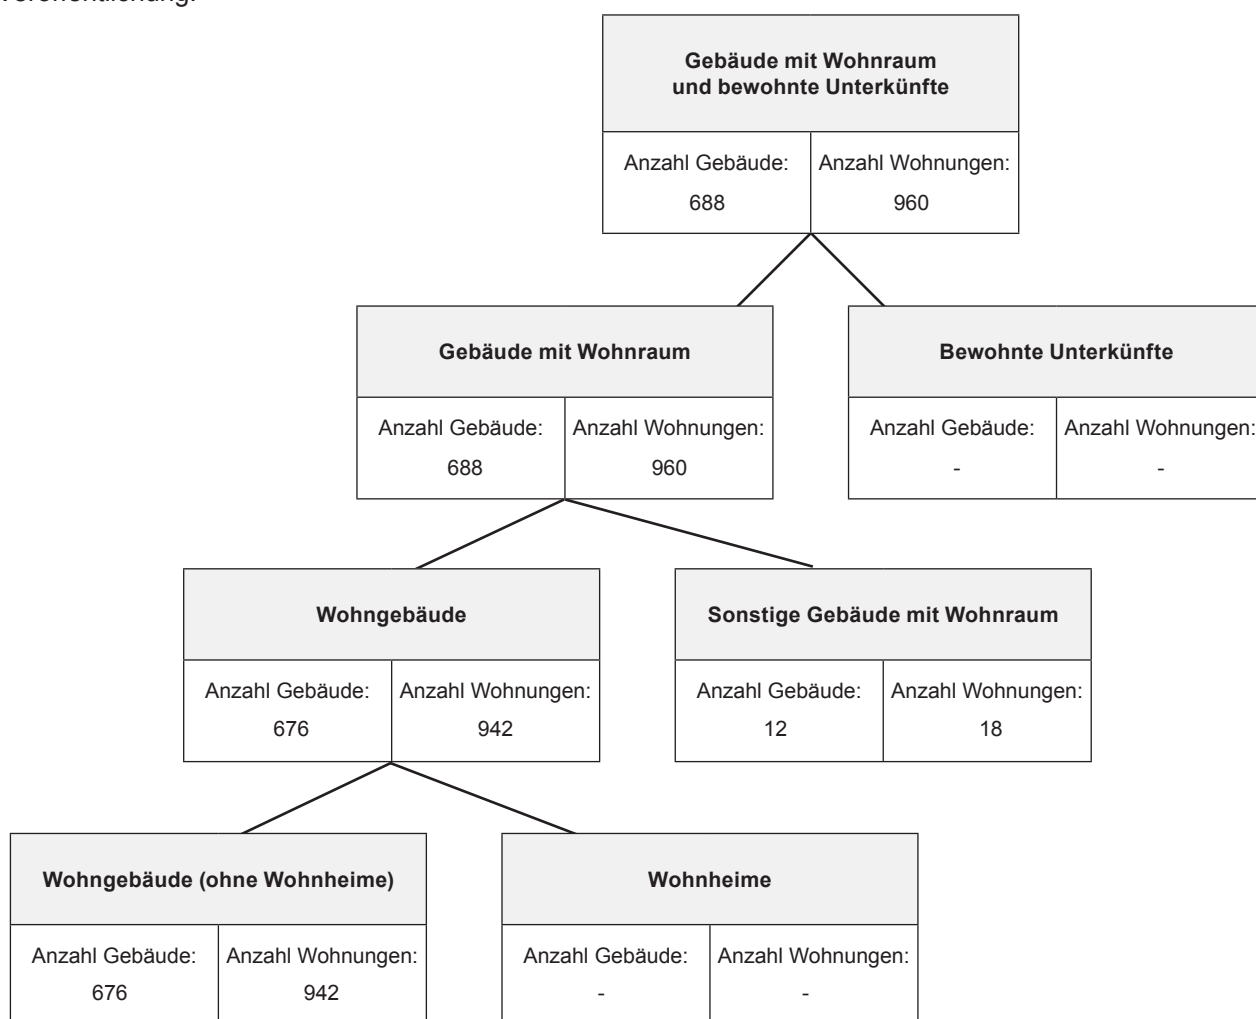 Veröffentlichung.
Gebäude mit Wohnraum
und bewohnte Unterkünfte
Anzahl Gebäude:
Anzahl Wohnungen:
688
960
Gebäude mit Wohnraum
Anzahl Gebäude:
Anzahl Wohnungen:
688
960
Bewohnte Unterkünfte
Anzahl Gebäude:
Anzahl Wohnungen:
-
-
Wohngebäude
Anzahl Gebäude:
Anzahl Wohnungen:
676
942
Sonstige Gebäude mit Wohnraum
Anzahl Gebäude:
Anzahl Wohnungen:
12
18
Wohngebäude (ohne Wohnheime)
Anzahl Gebäude:
Anzahl Wohnungen:
676
942
Wohnheime
Anzahl Gebäude:
Anzahl Wohnungen:
-
-